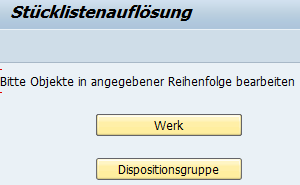 Stücklistenauflösung
Bitte Objekte in angegebener Reihenfolge bearbeiten
Werk
Dispositionsgruppe